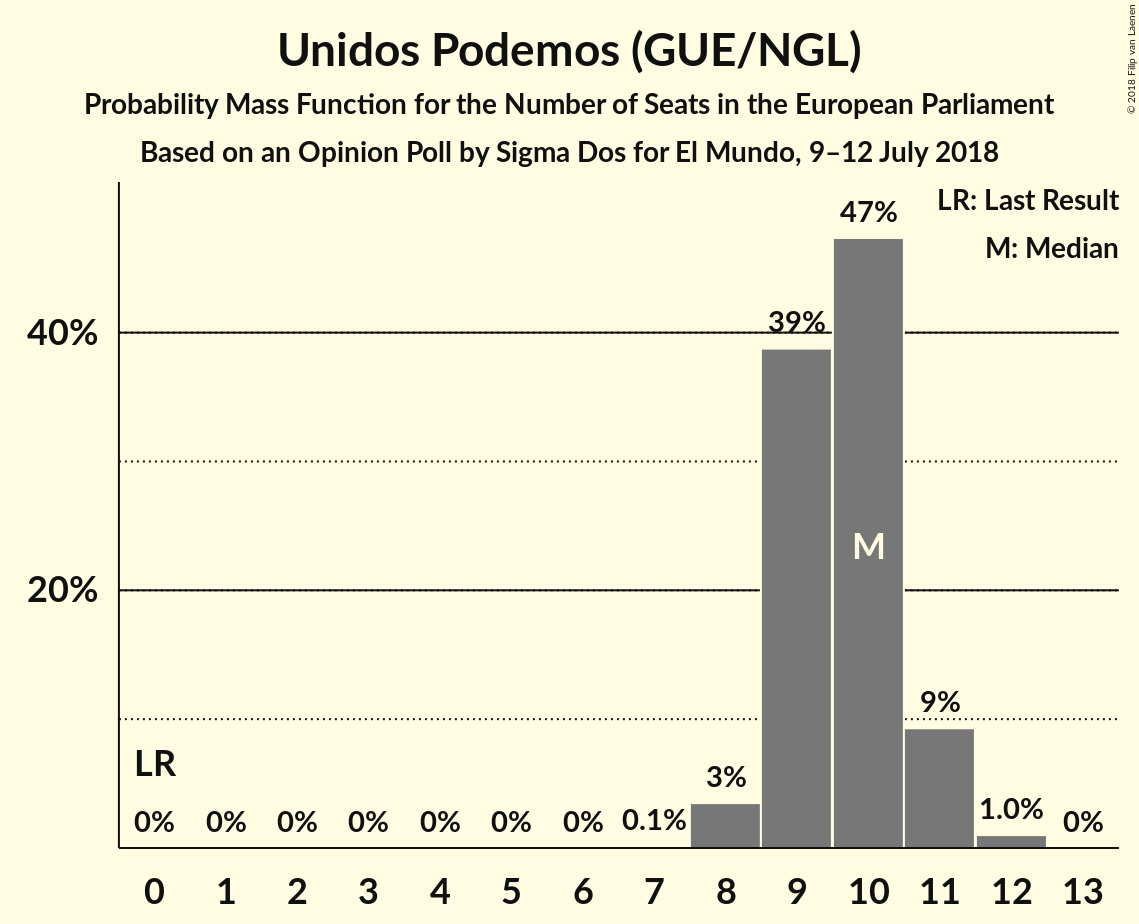 Unidos Podemos (GUE/NGL)
Probability Mass Function for the Number of Seats in the European Parliament
Based on an Opinion Poll by Sigma Dos for El Mundo, 9–12 July 2018
© 2018 Filip van Laenen
LR: Last Result
M: Median
47%
39%
40%
M
20%
9%
LR
3%
0% 0% 0% 0% 0% 0% 0% 0.1% 1.0% 0%
0 1 2 3 4 5 6 7 8 9 10 11 12 13